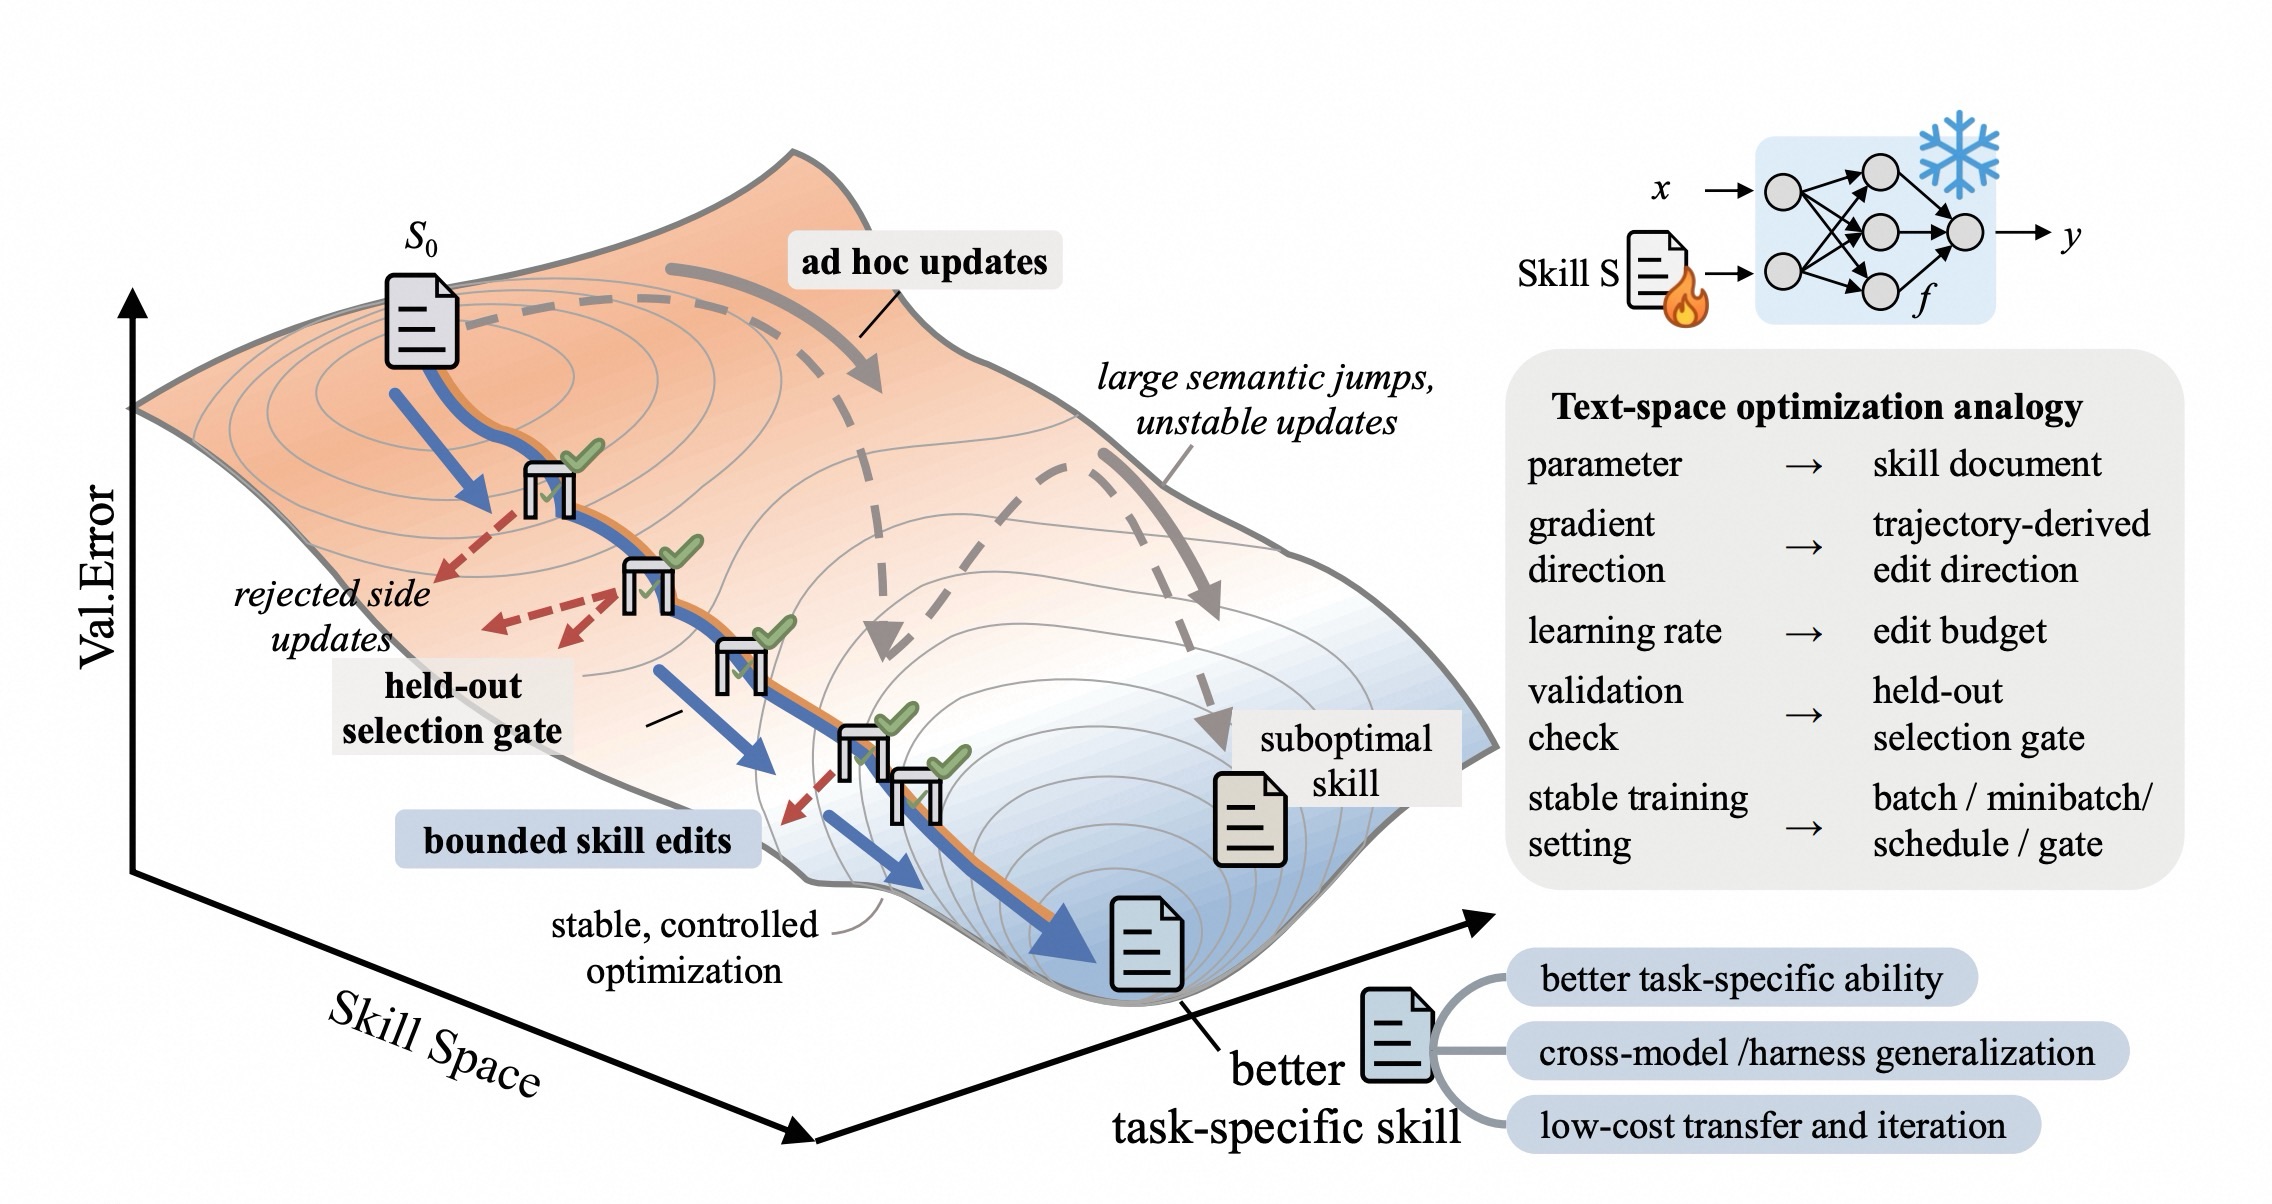 S₀
ad hoc updates
large semantic jumps,
unstable updates
rejected side
updates
held-out
selection gate
bounded skill edits
stable, controlled
optimization
suboptimal
skill
better
task-specific skill
Val.Error
Skill Space
x
Skill S
f
y
Text-space optimization analogy
parameter → skill document
gradient
direction
→
trajectory-derived
edit direction
learning rate → edit budget
validation
check
→
held-out
selection gate
stable training
setting
→
batch / minibatch/
schedule / gate
better task-specific ability
cross-model /harness generalization
low-cost transfer and iteration